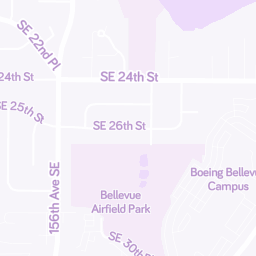 SE 22nd Pl
24th St
SE 24th St
SE 25th St
SE 26th St
156th Ave SE
Boeing Bellevu
Campus
Bellevue
Airfield Park
SE 30th